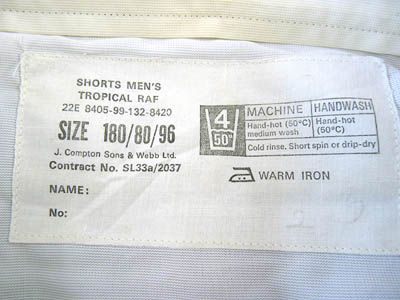 SHORTS MEN'S
TROPICAL RAF
22E 8405-99-132-8420
SIZE 180/80/96
J. Compton Sons & Webb Ltd.
Contract No. SL33a/2037
NAME:
No:
4
50°
MACHINE
Hand-hot (50°C)
medium wash
HANDWASH
Hand-hot
(50°C)
Cold rinse. Short spin or drip-dry
WARM IRON